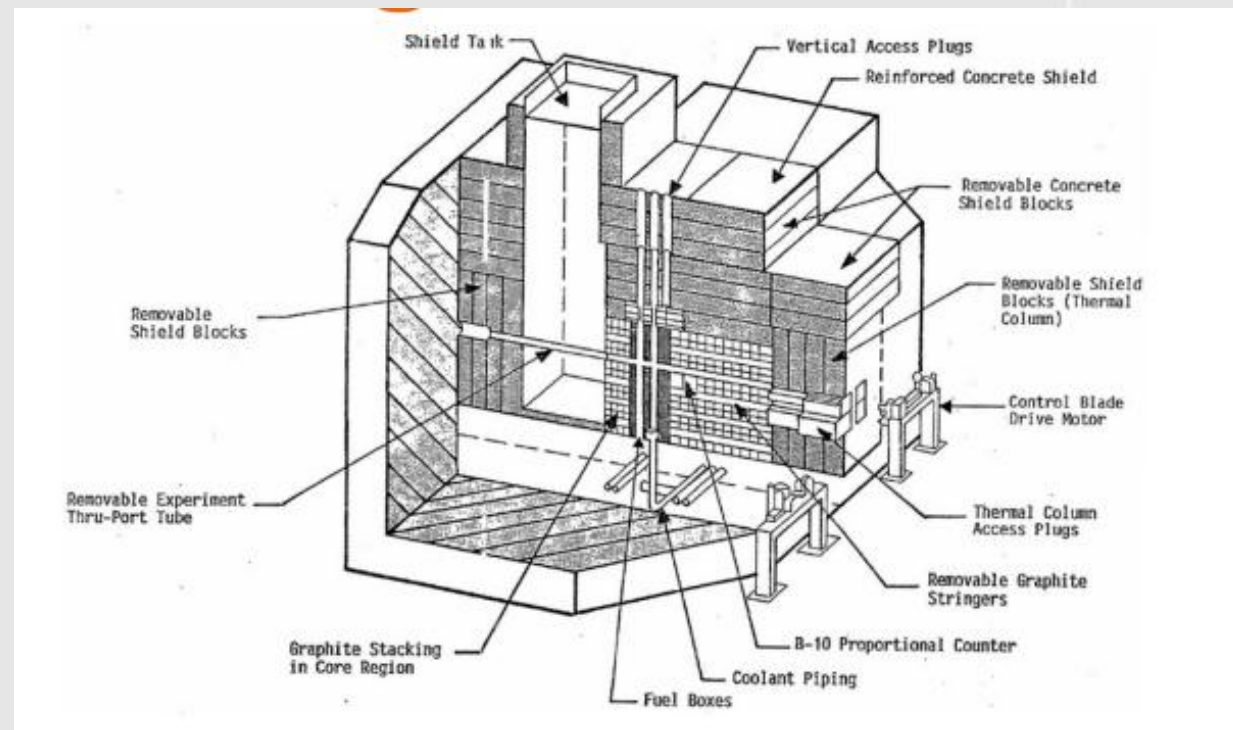 Shield Tank
Vertical Access Plugs
Reinforced Concrete Shield
Removable Concrete
Shield Blocks
Removable Shield
Blocks (Thermal
Column)
Removable
Shield Blocks
Control Blade
Drive Motor
Removable Experiment
Thru-Port Tube
Thermal Column
Access Plugs
Removable Graphite
Stringers
Graphite Stacking
in Core Region
B-10 Proportional Counter
Coolant Piping
Fuel Boxes